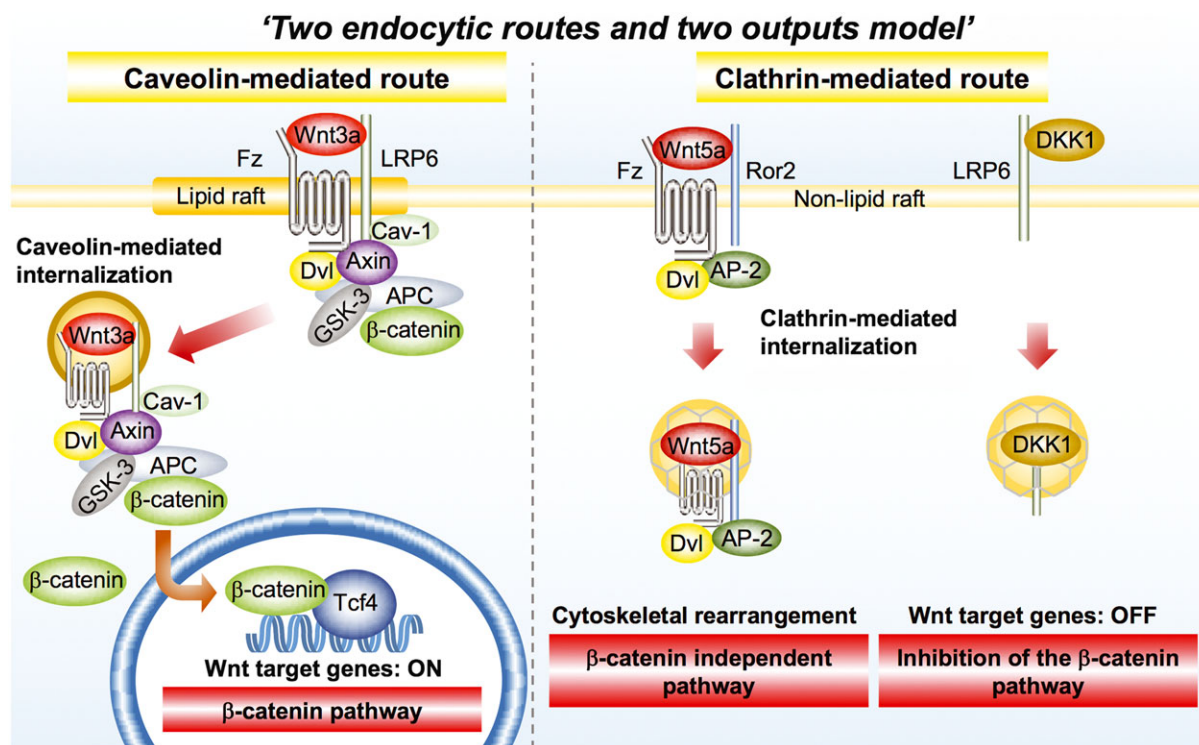 ‘Two endocytic routes and two outputs model’
Caveolin-mediated route
Wnt3a
Fz
LRP6
Lipid raft
Cav-1
Caveolin-mediated
internalization
Dvl
Axin
GSK-3
APC
β-catenin
Wnt3a
Cav-1
Dvl
Axin
GSK-3
APC
β-catenin
β-catenin
β-catenin
Tcf4
Wnt target genes: ON
β-catenin pathway
Clathrin-mediated route
Wnt5a
Fz
Ror2
DKK1
LRP6
Non-lipid raft
Dvl
AP-2
Clathrin-mediated
internalization
Wnt5a
Dvl
AP-2
DKK1
Cytoskeletal rearrangement
β-catenin independent
pathway
Wnt target genes: OFF
Inhibition of the β-catenin
pathway